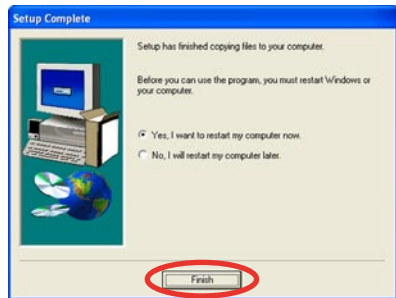 Setup Complete
Setup has finished copying files to your computer.
Before you can use the program, you must restart Windows or
your computer.
Yes, I want to restart my computer now.
No, I will restart my computer later.
Finish